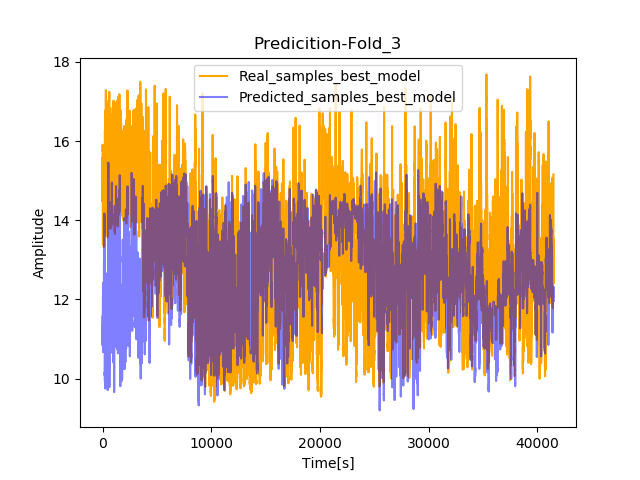 Predicition-Fold_3
Real_samples_best_model
Predicted_samples_best_model
18
16
14
12
10
Amplitude
0
10000
20000
30000
40000
Time[s]